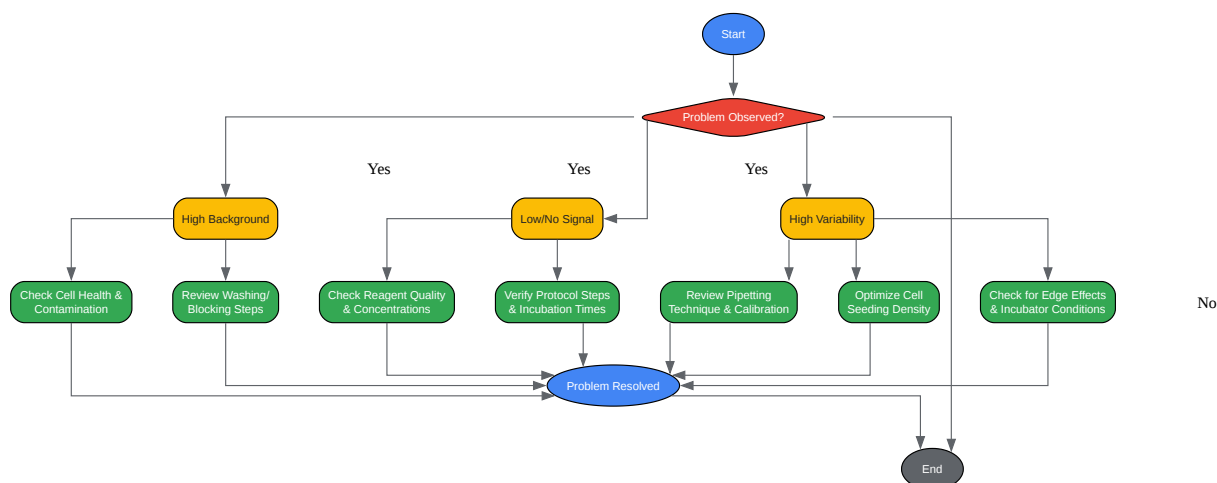 Start
Problem Observed?
Yes
Yes
Yes
High Background
Low/No Signal
High Variability
Check Cell Health &
Contamination
Review Washing/
Blocking Steps
Check Reagent Quality
& Concentrations
Verify Protocol Steps
& Incubation Times
Review Pipetting
Technique & Calibration
Optimize Cell
Seeding Density
Check for Edge Effects
& Incubator Conditions
No
Problem Resolved
End